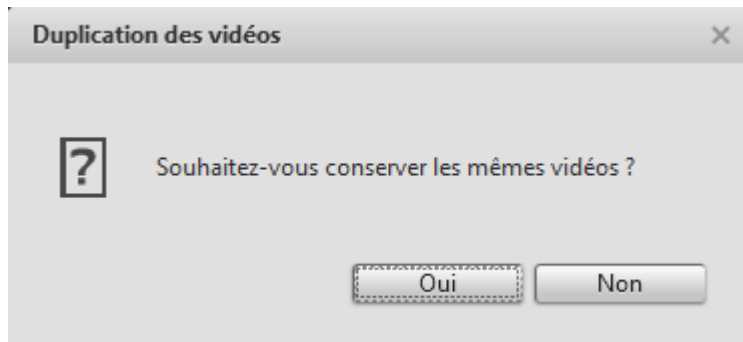 Duplication des vidéos
Souhaitez-vous conserver les mêmes vidéos ?
Oui
Non